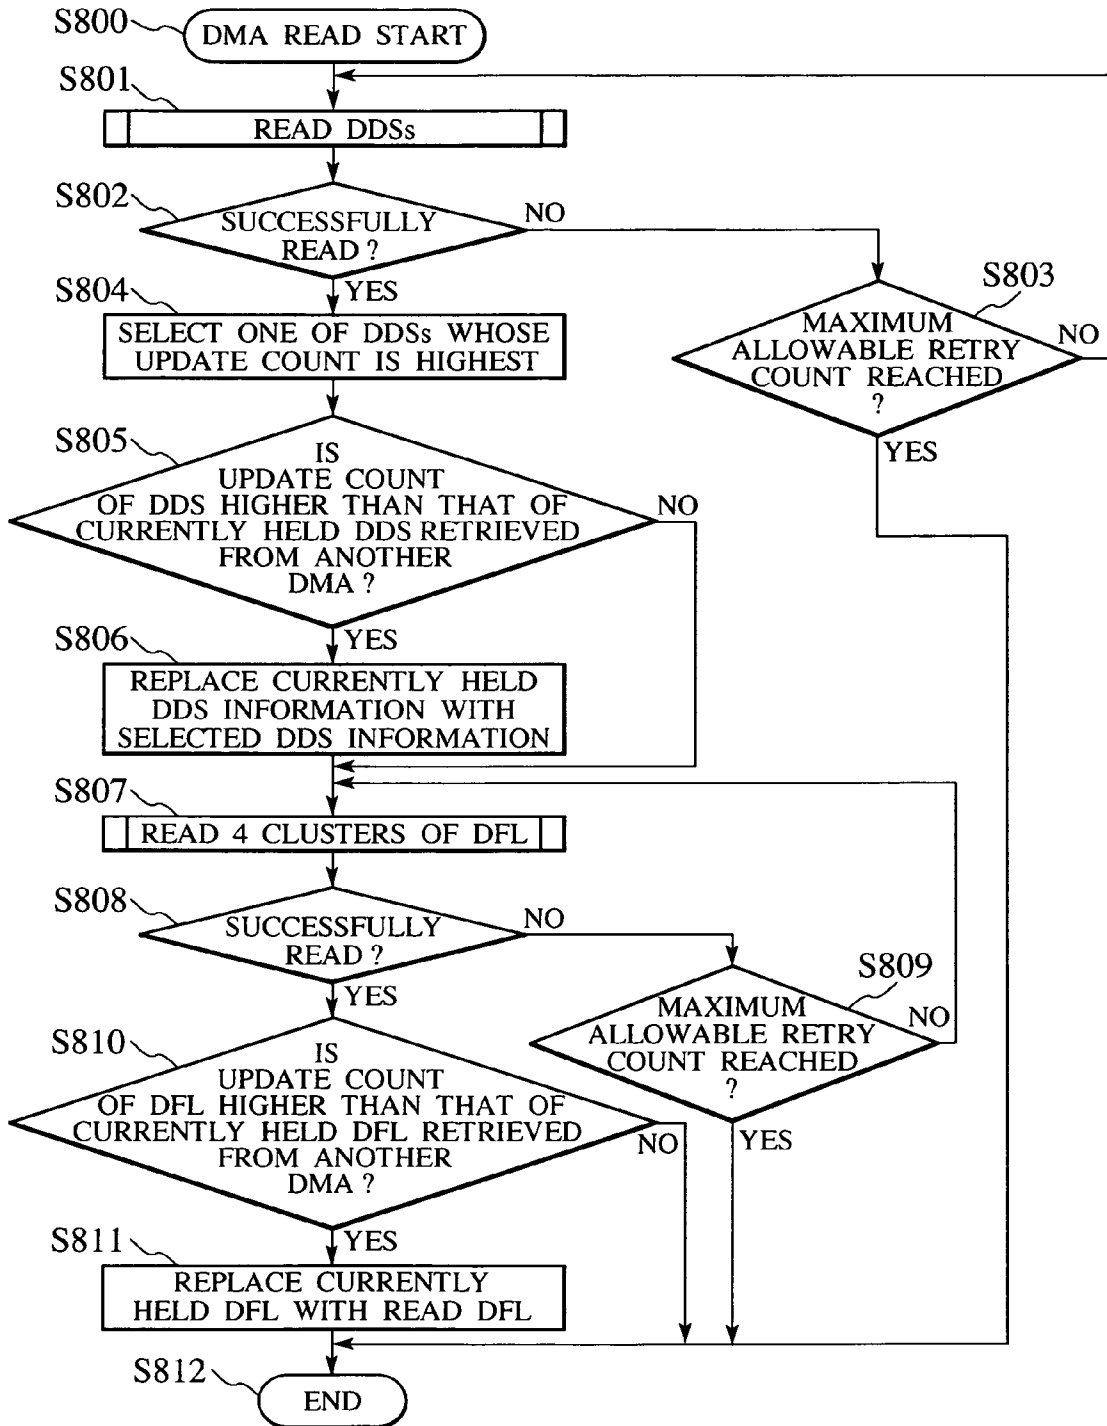 S800
DMA READ START
S801
READ DDSs
S802
SUCCESSFULLY
READ ?
NO
YES
S803
MAXIMUM
ALLOWABLE RETRY
COUNT REACHED
?
NO
YES
S804
SELECT ONE OF DDSs WHOSE
UPDATE COUNT IS HIGHEST
S805
IS
UPDATE COUNT
OF DDS HIGHER THAN THAT OF
CURRENTLY HELD DDS RETRIEVED
FROM ANOTHER
DMA ?
NO
YES
S806
REPLACE CURRENTLY HELD
DDS INFORMATION WITH
SELECTED DDS INFORMATION
S807
READ 4 CLUSTERS OF DFL
S808
SUCCESSFULLY
READ ?
NO
YES
S809
MAXIMUM
ALLOWABLE RETRY
COUNT REACHED
?
NO
YES
S810
IS
UPDATE COUNT
OF DFL HIGHER THAN THAT OF
CURRENTLY HELD DFL RETRIEVED
FROM ANOTHER
DMA ?
NO
YES
S811
REPLACE CURRENTLY
HELD DFL WITH READ DFL
S812
END